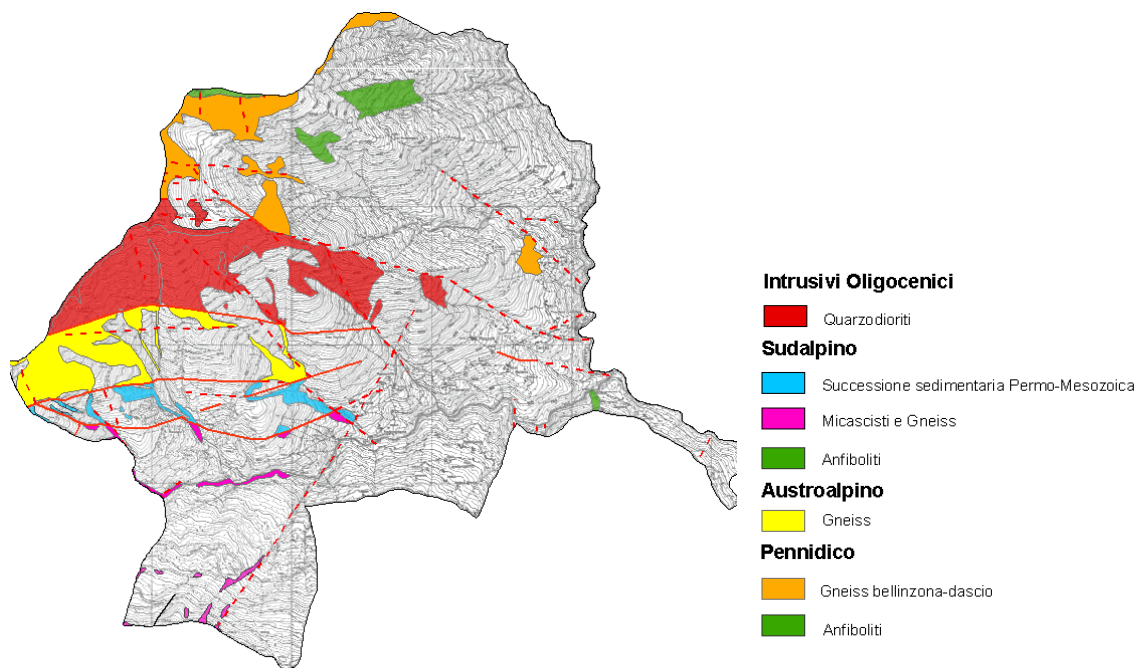 Intrusivi Oligocenici
Quarzodioriti
Sudalpino
Successione sedimentaria Permo-Mesozoica
Micascisti e Gneiss
Anfiboliti
Austroalpino
Gneiss
Pennidico
Gneiss bellinzona-dascio
Anfiboliti